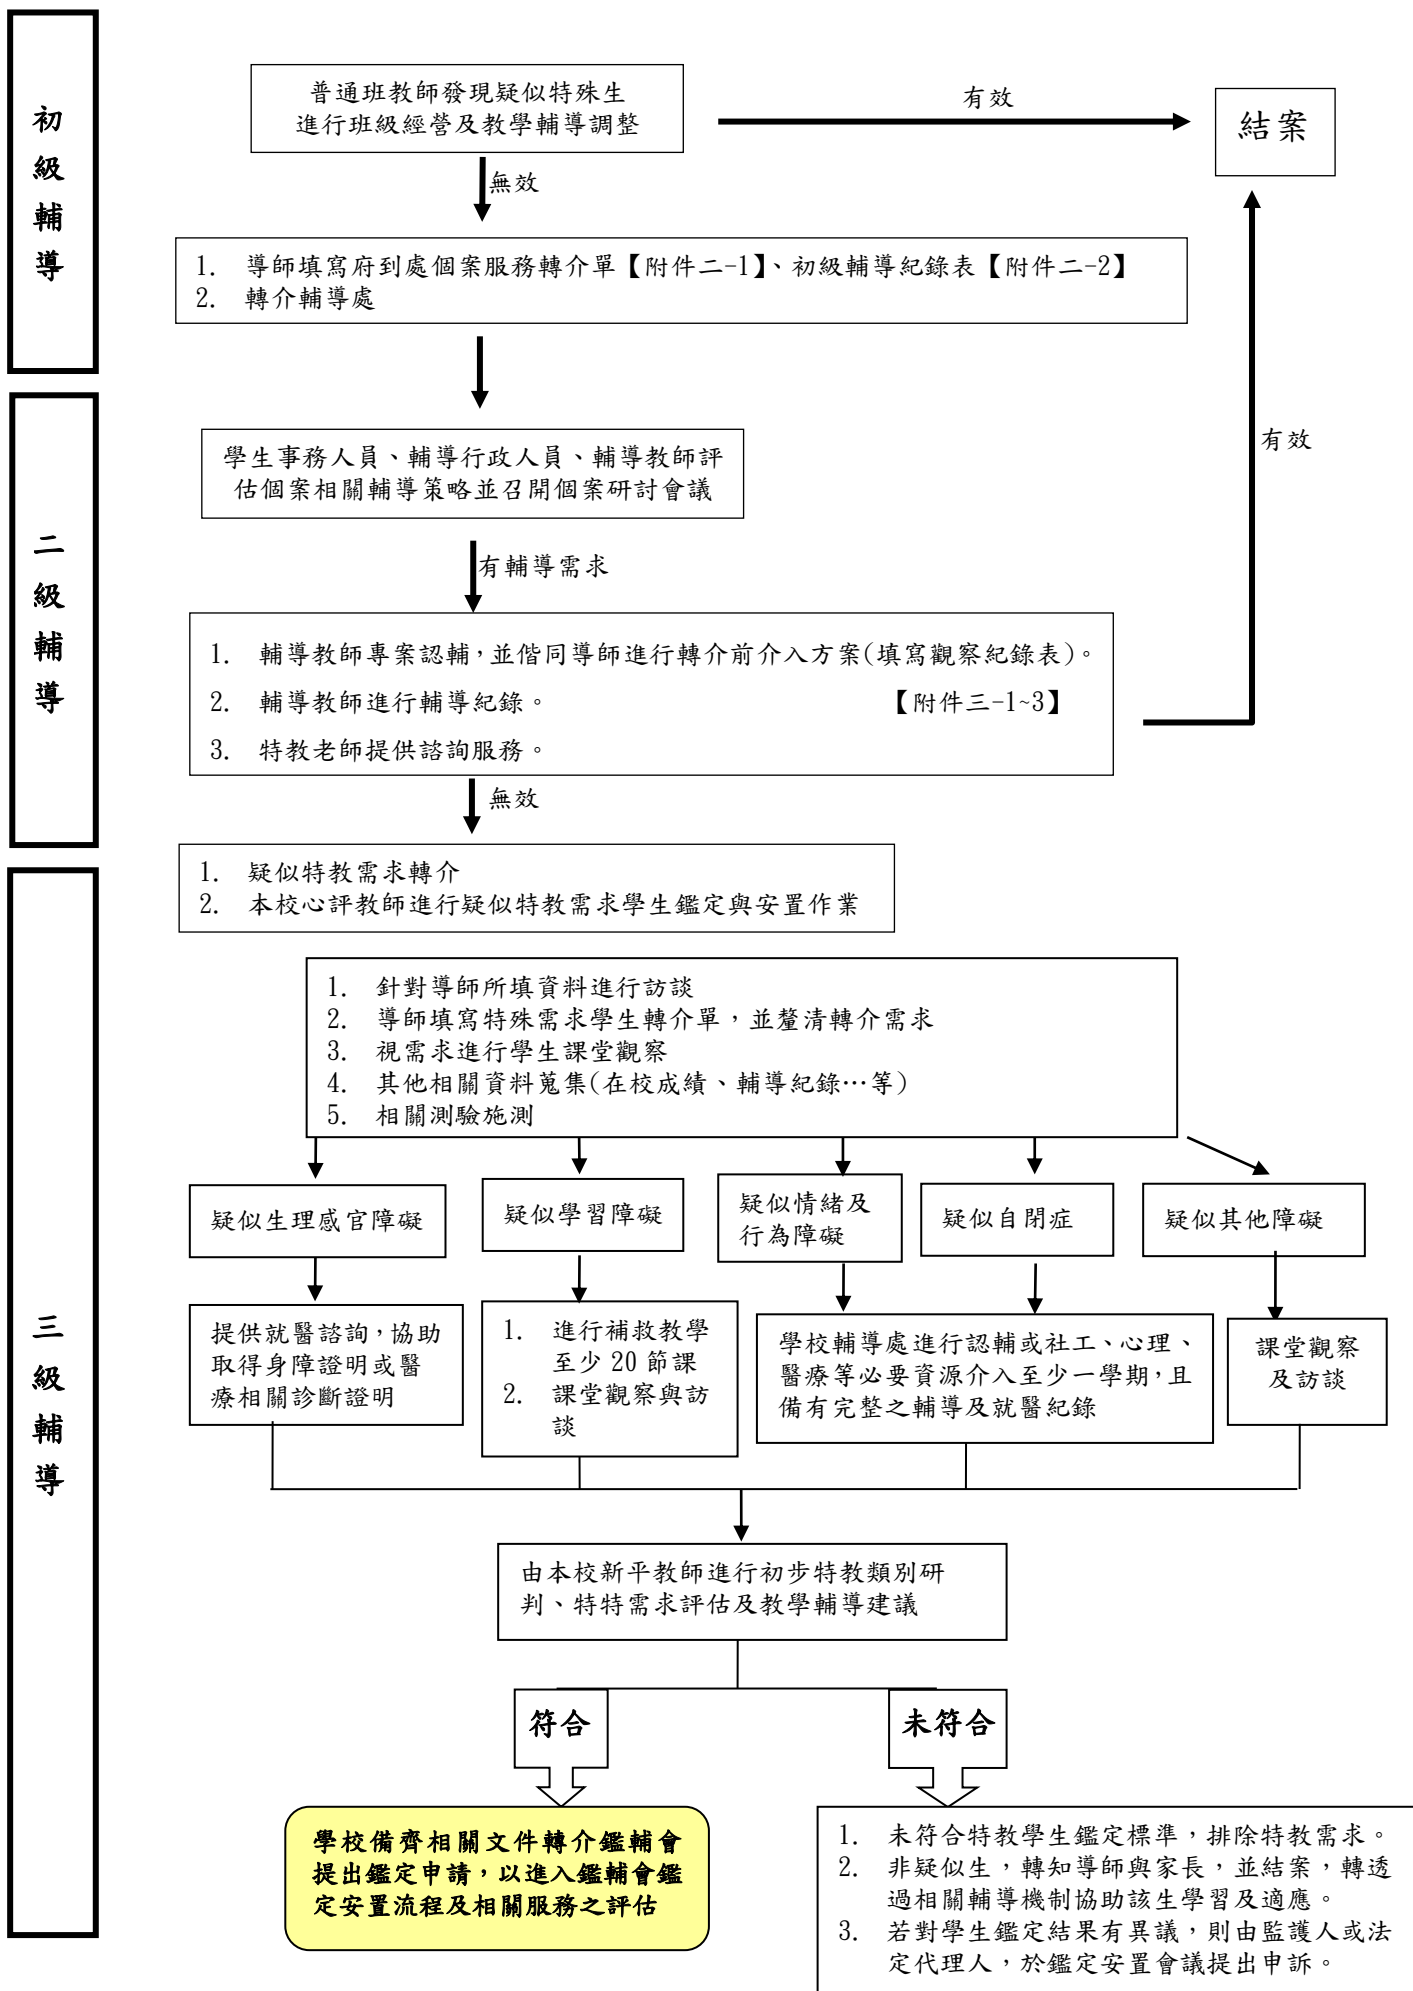 初級輔導
普通班教師發現疑似特殊生
進行班級經營及教學輔導調整
有效
結案
無效
1. 導師填寫府到處個案服務轉介單【附件二-1】、初級輔導紀錄表【附件二-2】
2. 轉介輔導處
二級輔導
學生事務人員、輔導行政人員、輔導教師評
估個案相關輔導策略並召開個案研討會議
有效
有輔導需求
1. 輔導教師專案認輔，並偕同導師進行轉介前介入方案(填寫觀察紀錄表)。
2. 輔導教師進行輔導紀錄。 【附件三-1~3】
3. 特教老師提供諮詢服務。
無效
三級輔導
1. 疑似特教需求轉介
2. 本校心評教師進行疑似特教需求學生鑑定與安置作業
1. 針對導師所填資料進行訪談
2. 導師填寫特殊需求學生轉介單，並釐清轉介需求
3. 視需求進行學生課堂觀察
4. 其他相關資料蒐集(在校成績、輔導紀錄…等)
5. 相關測驗施測
疑似生理感官障礙
疑似學習障礙
疑似情緒及
行為障礙
疑似自閉症
疑似其他障礙
提供就醫諮詢，協助
取得身障證明或醫
療相關診斷證明
1. 進行補救教學
至少 20 節課
2. 課堂觀察與訪
談
學校輔導處進行認輔或社工、心理、
醫療等必要資源介入至少一學期，且
備有完整之輔導及就醫紀錄
課堂觀察
及訪談
由本校新平教師進行初步特教類別研
判、特特需求評估及教學輔導建議
符合
未符合
學校備齊相關文件轉介鑑輔會
提出鑑定申請，以進入鑑輔會鑑
定安置流程及相關服務之評估
1. 未符合特教學生鑑定標準，排除特教需求。
2. 非疑似生，轉知導師與家長，並結案，轉透
過相關輔導機制協助該生學習及適應。
3. 若對學生鑑定結果有異議，則由監護人或法
定代理人，於鑑定安置會議提出申訴。